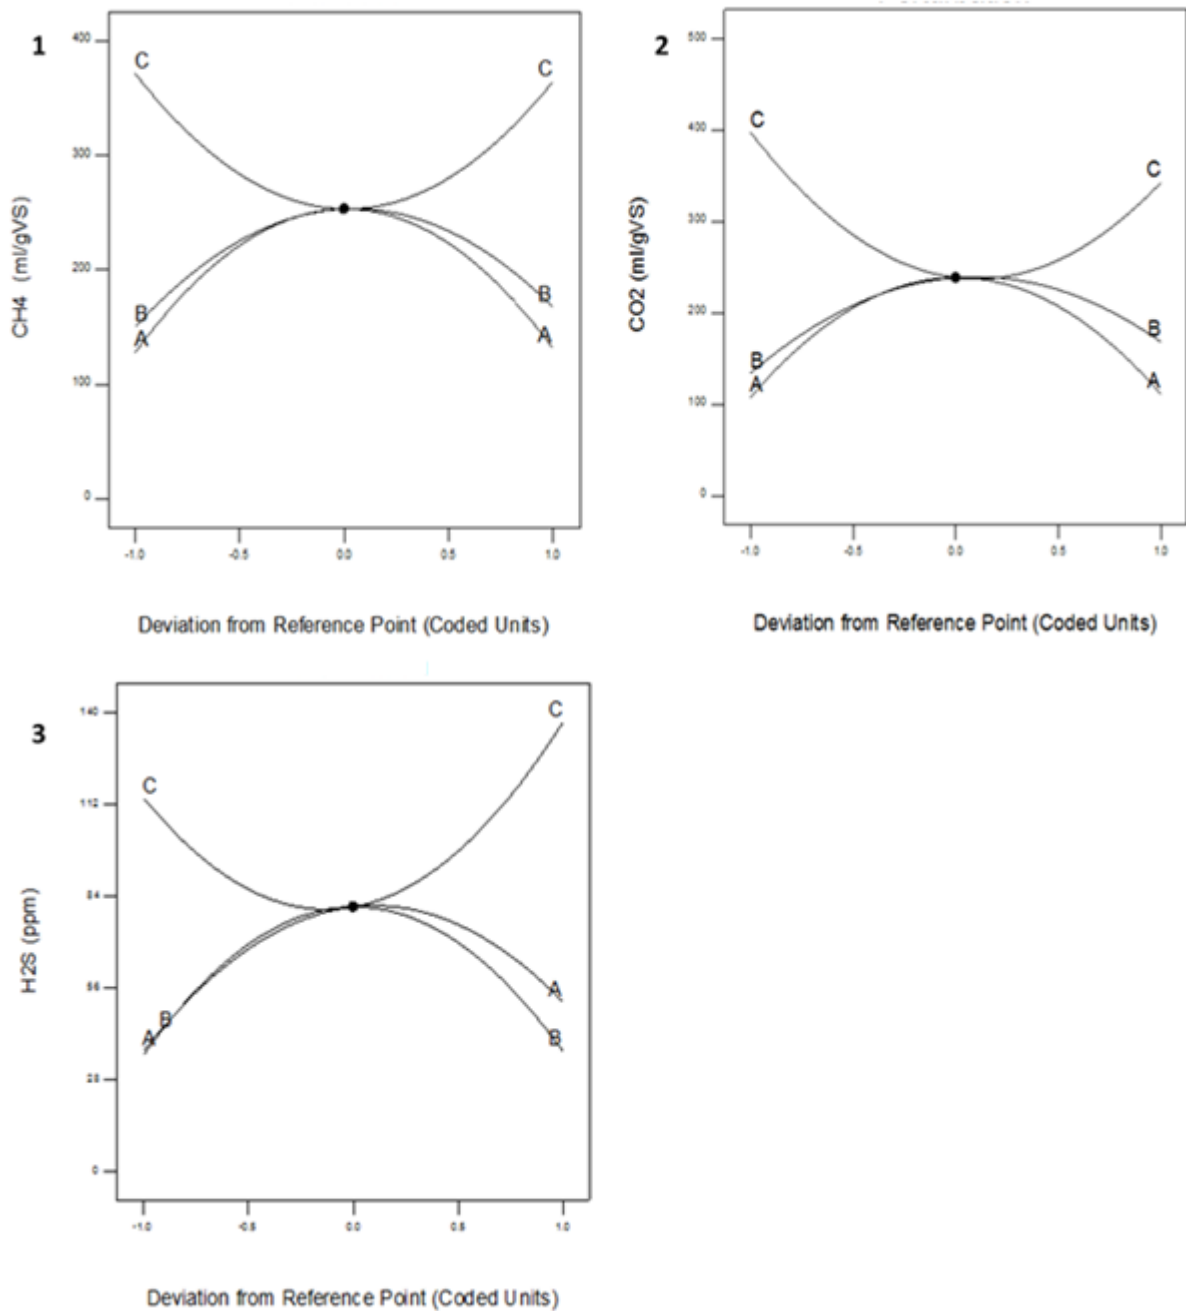 1
400
300
200
100
0
CH4 (ml/gVS)
C
C
B
A
B
A
-1.0
-0.5
0.0
0.5
1.0
Deviation from Reference Point (Coded Units)
2
500
400
300
200
100
0
CO2 (ml/gVS)
C
C
B
A
B
A
-1.0
-0.5
0.0
0.5
1.0
Deviation from Reference Point (Coded Units)
3
140
112
84
56
28
0
H2S (ppm)
C
C
A
B
A
B
-1.0
-0.5
0.0
0.5
1.0
Deviation from Reference Point (Coded Units)